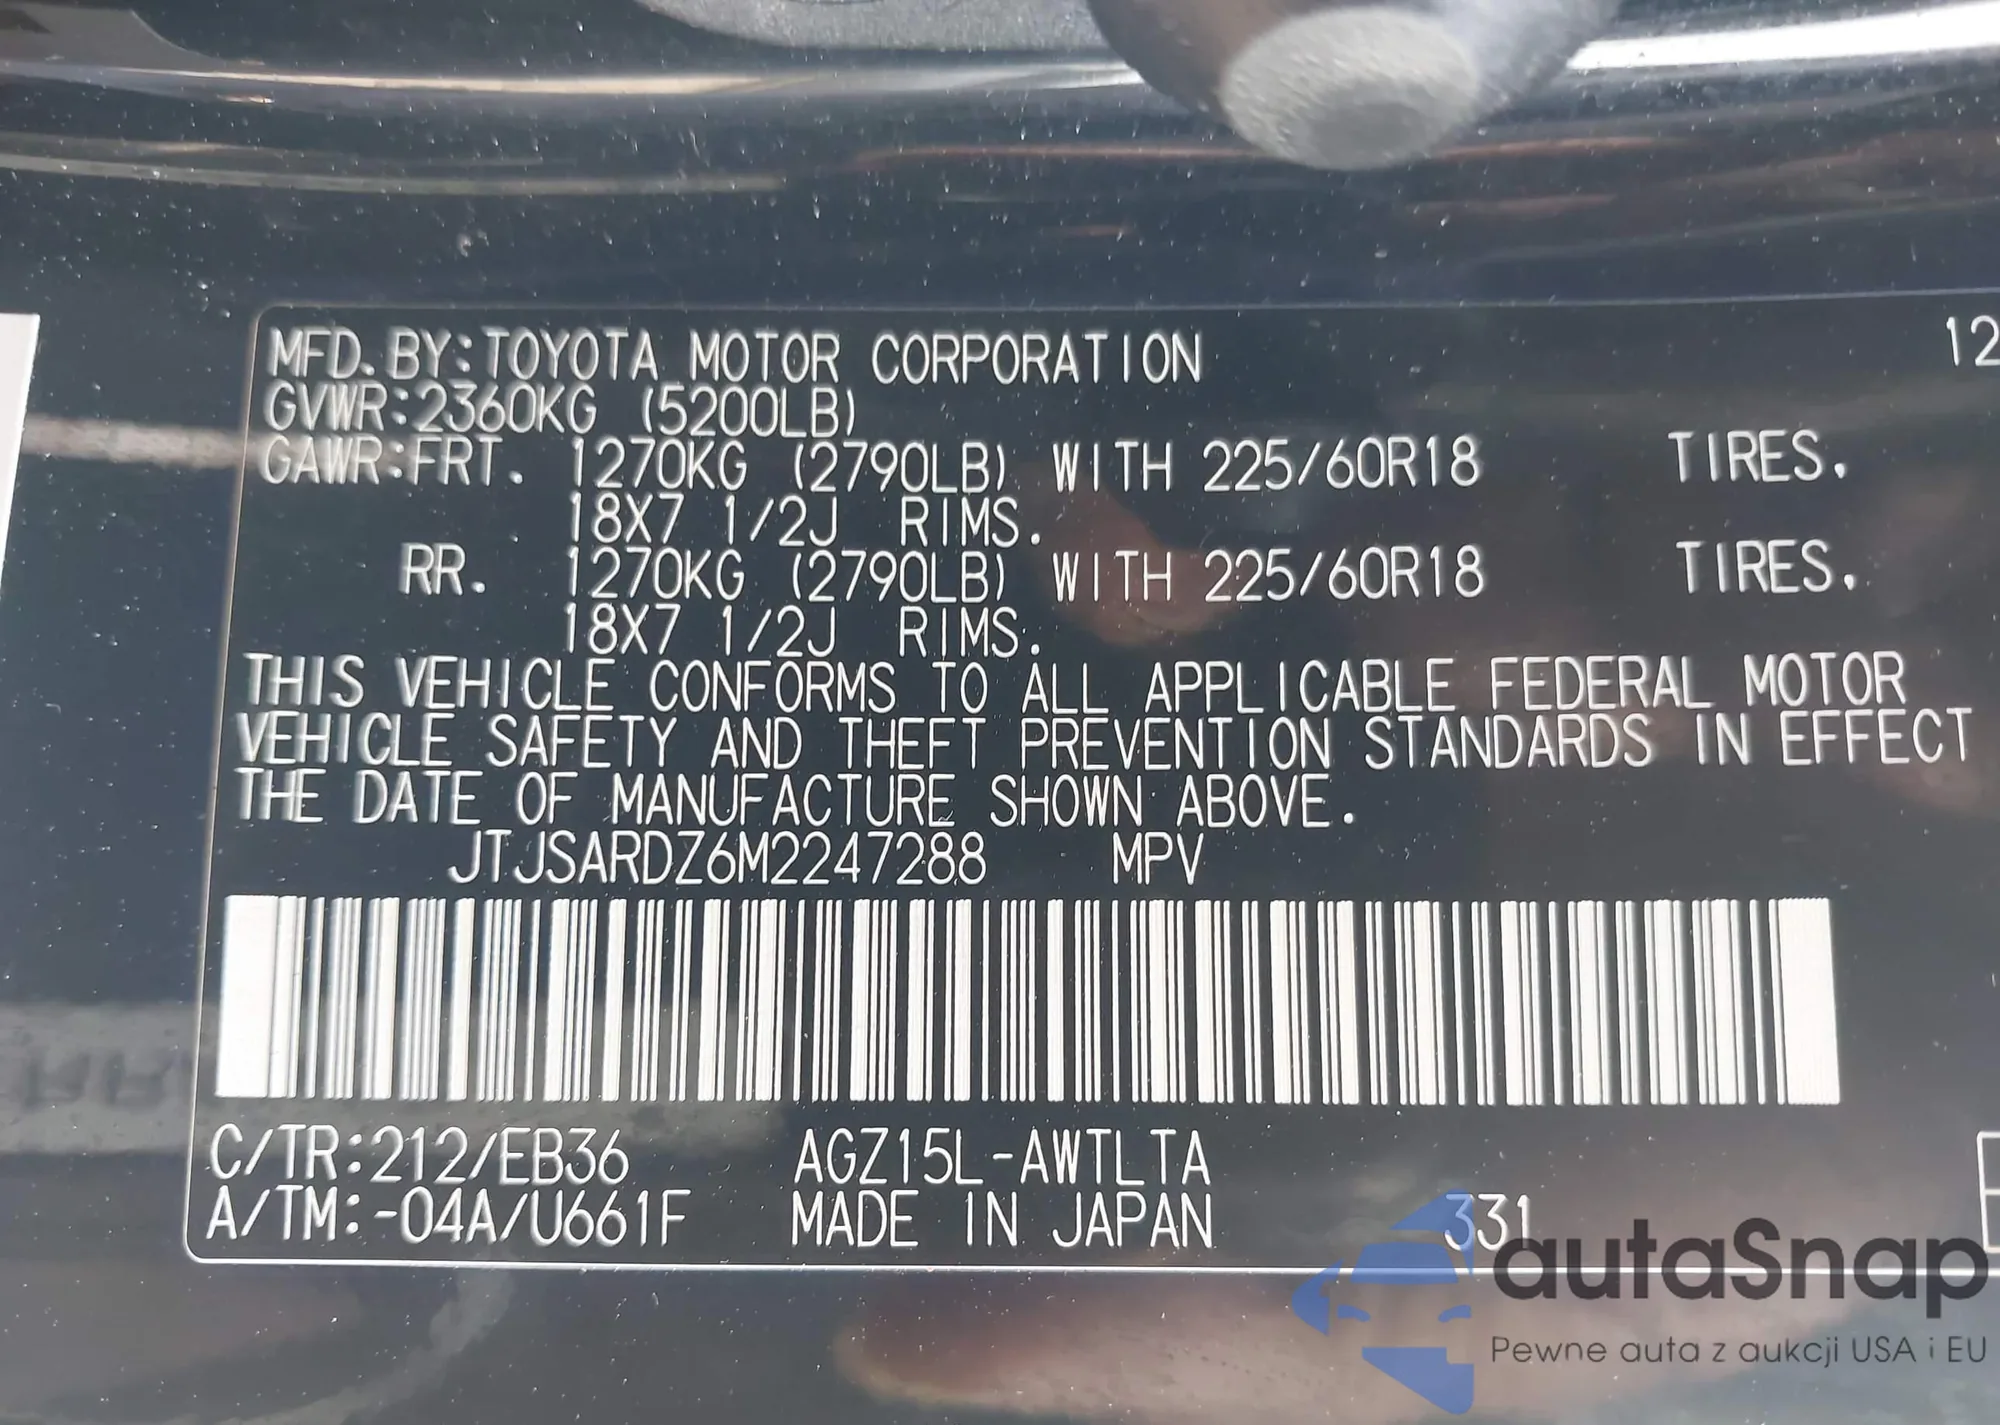 MFD.BY:TOYOTA MOTOR CORPORATION 12
GVWR:2360KG (5200LB)
GAWR:FRT. 1270KG (2790LB) WITH 225/60R18 TIRES.
18X7 1/2J RIMS.
RR. 1270KG (2790LB) WITH 225/60R18 TIRES.
18X7 1/2J RIMS.
THIS VEHICLE CONFORMS TO ALL APPLICABLE FEDERAL MOTOR
VEHICLE SAFETY AND THEFT PREVENTION STANDARDS IN EFFECT
THE DATE OF MANUFACTURE SHOWN ABOVE.
JTJSARDZ6M2247288 MPV
C/TR:212/EB36 AGZ15L-AWTLTA
A/TM:-04A/U661F MADE IN JAPAN 331
autaSnap
Pewne auta z aukcji USA i EU